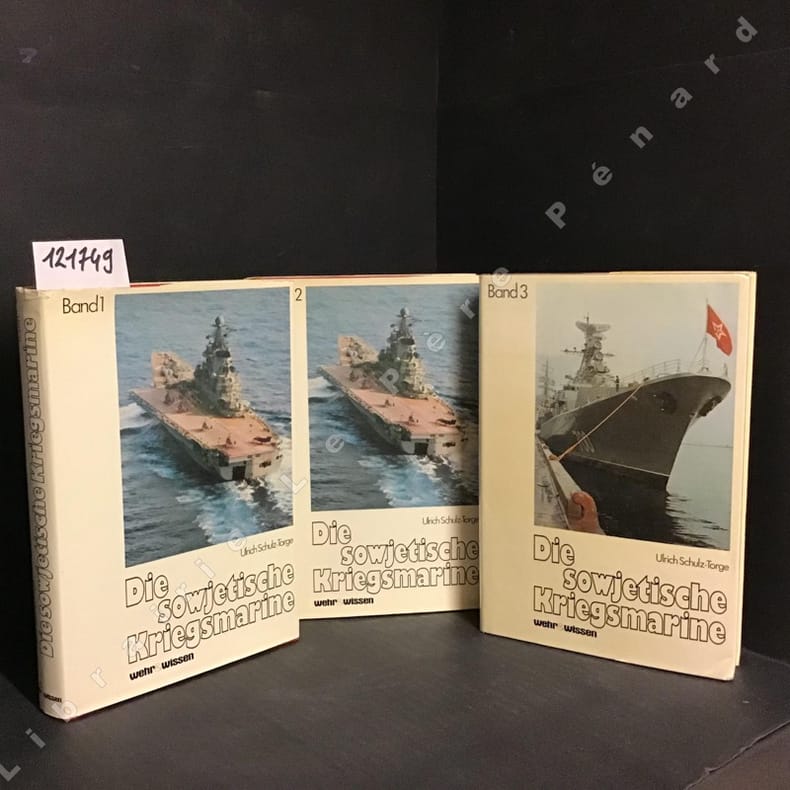 121749
Band 1
Die sowjetische Kriegsmarine
Ulrich Schulz-Torge
Die
sowjetische
Kriegsmarine
wehr & wissen
wissen
2
Ulrich Schulz-Torge
Die
sowjetische
Kriegsmarine
wehr & wissen
Band 3
Ulrich Schulz-Torge
Die
sowjetische
Kriegsmarine
wehr & wissen
Librairie Le Père Pénard